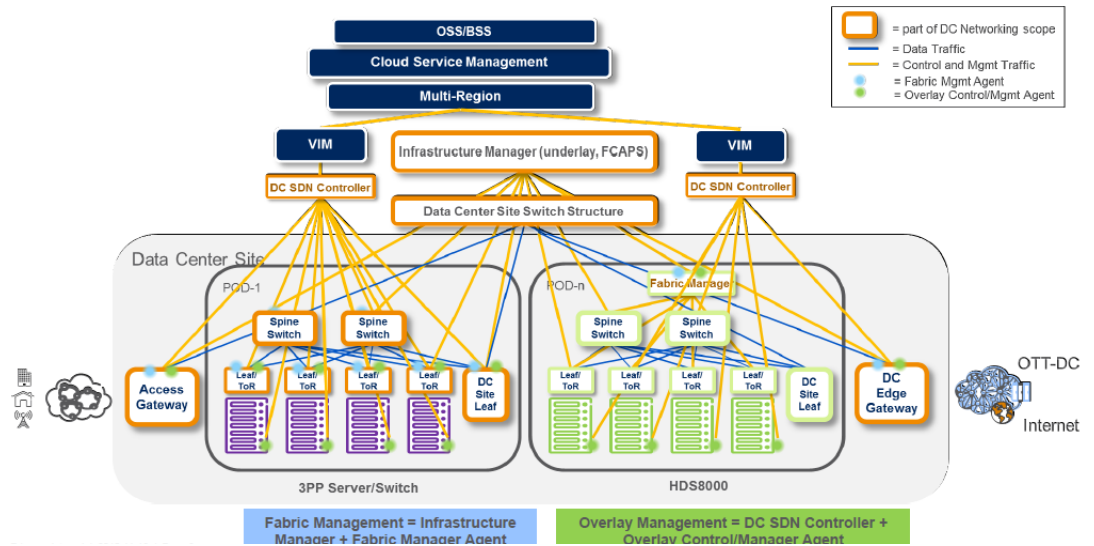 OSS/BSS
= part of DC Networking scope
Cloud Service Management
= Data Traffic
= Control and Mgmt Traffic
Multi-Region
= Fabric Mgmt Agent
= Overlay Control/Mgmt Agent
VIM
Infrastructure Manager (underlay, FCAPS)
VIM
DC SDN Controller
DC SDN Controller
Data Center Site Switch Structure
Data Center Site
POD-1
POD-n
Fabric Manager
Spine
Switch
Spine
Switch
Spine
Switch
Spine
Switch
Access
Gateway
Leaf/
ToR
Leaf/
ToR
Leaf/
ToR
Leaf/
ToR
DC
Site
Leaf
Leaf/
ToR
Leaf/
ToR
Leaf/
ToR
Leaf/
ToR
DC
Site
Leaf
DC
Edge
Gateway
OTT-DC
Internet
3PP Server/Switch
HDS8000
Fabric Management = Infrastructure
Manager + Fabric Manager Agent
Overlay Management = DC SDN Controller +
Overlay Control/Manager Agent